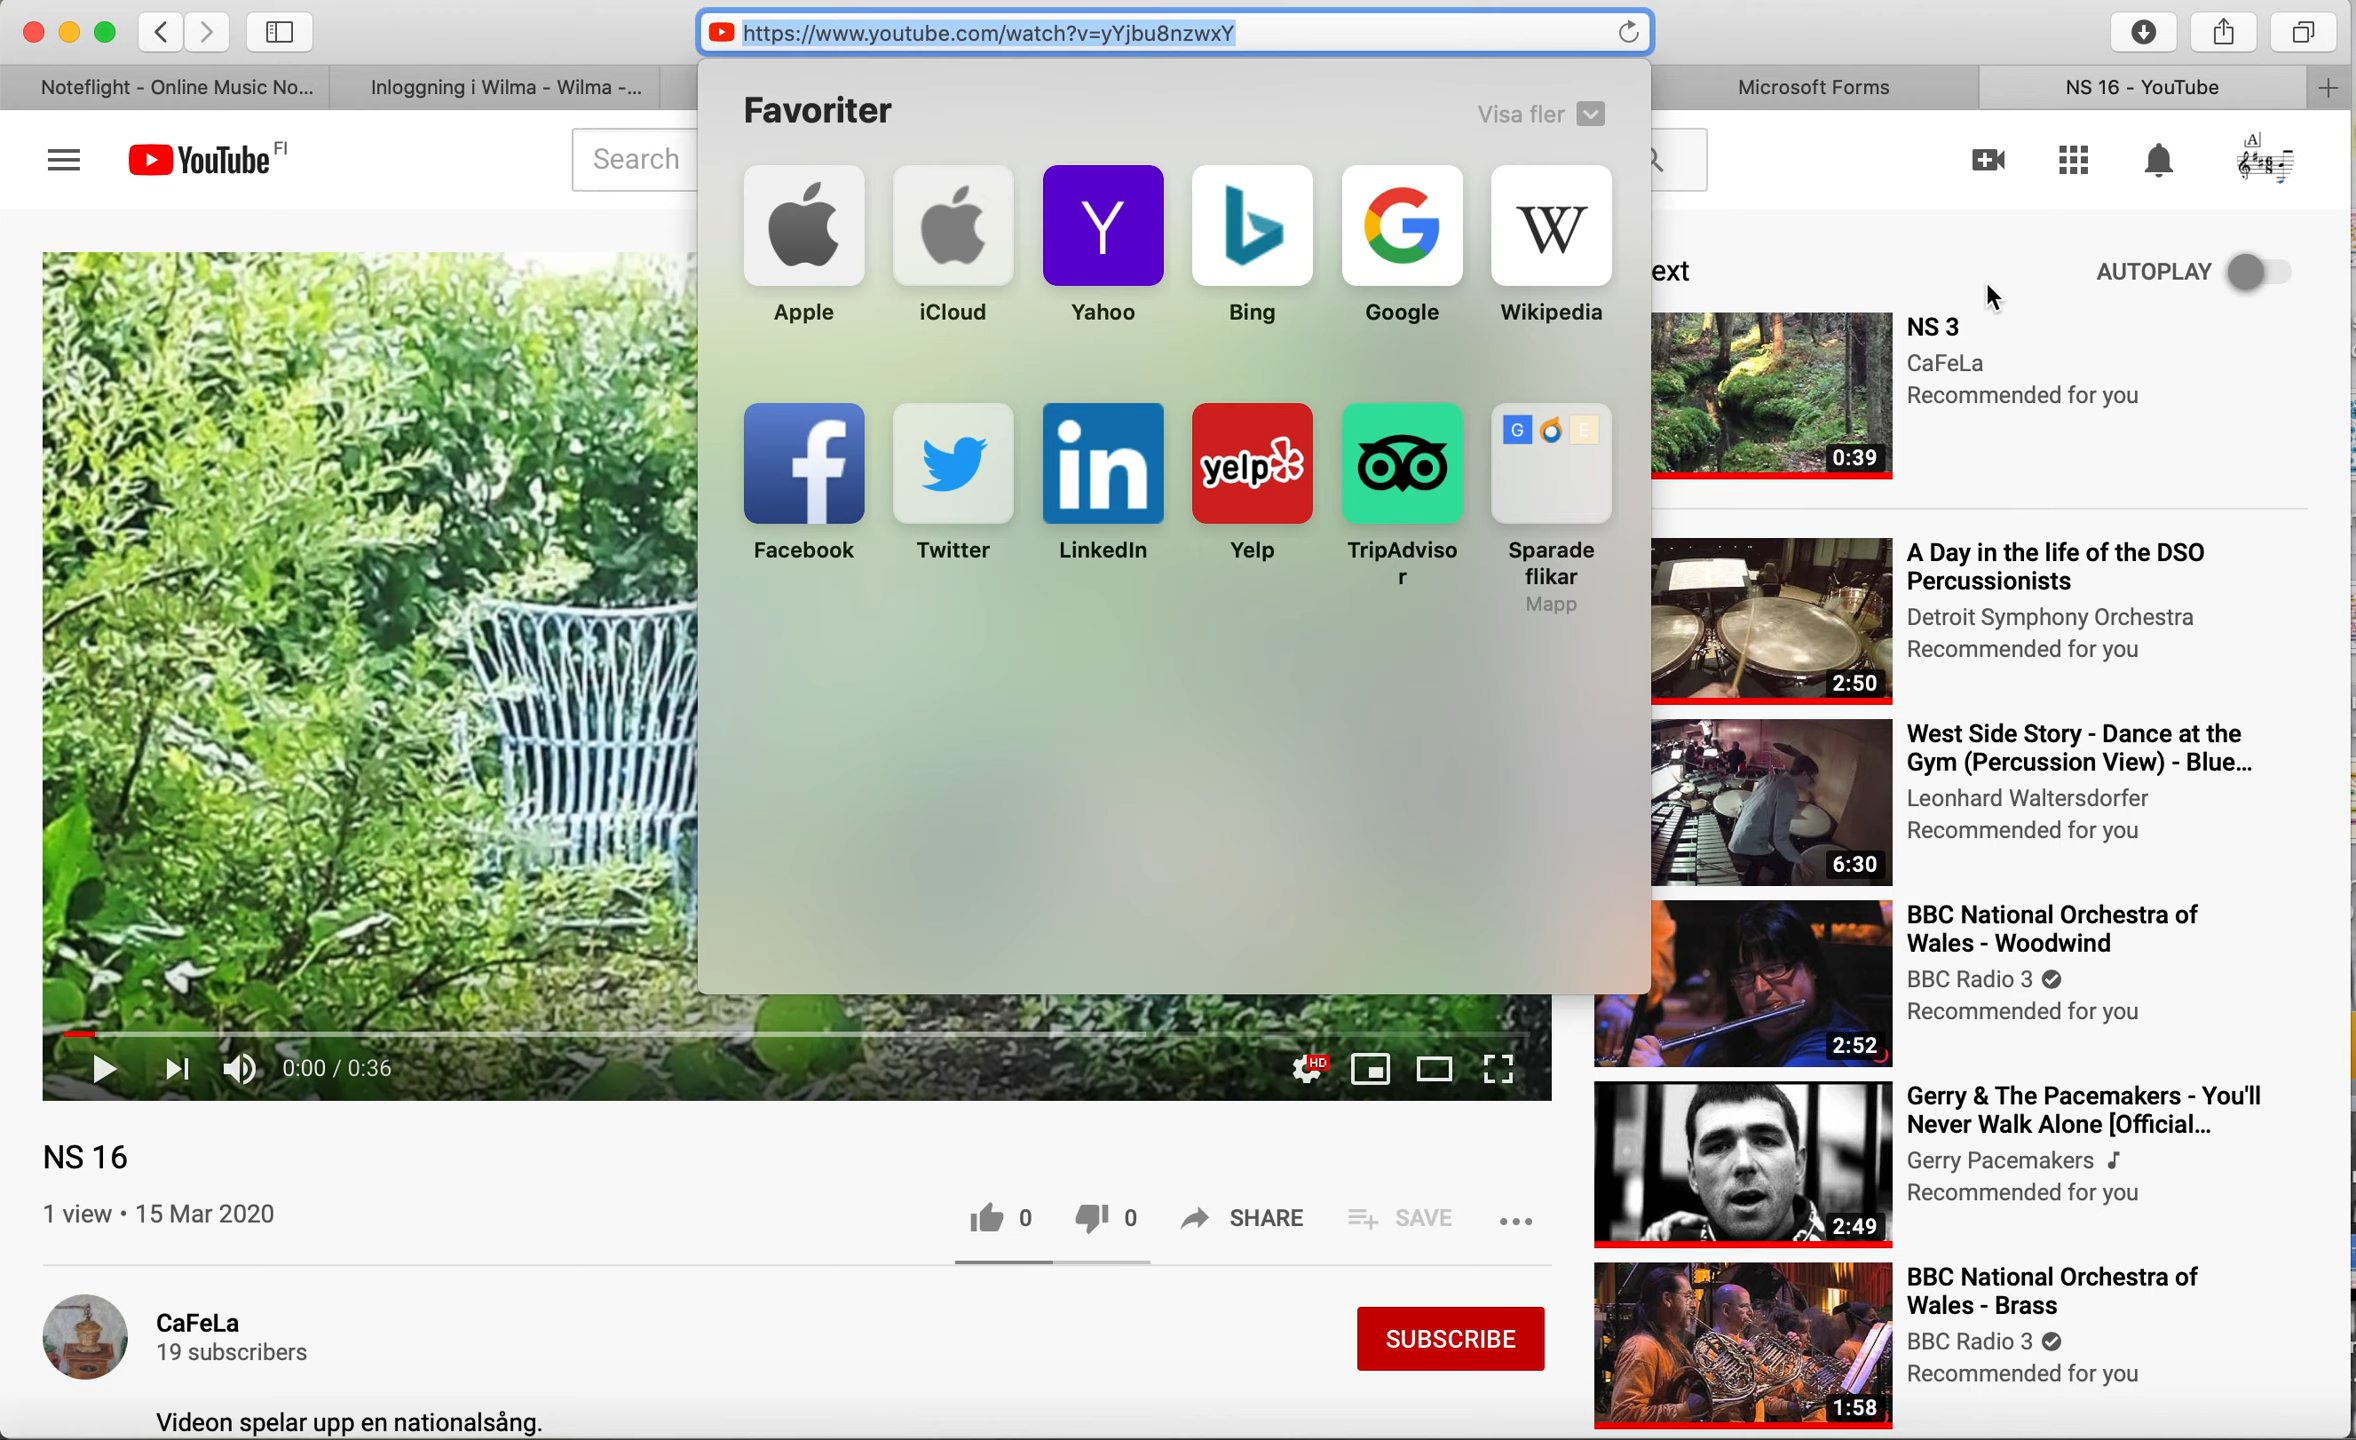 https://www.youtube.com/watch?v=yYjbu8nzwxY
Noteflight - Online Music No...
Inloggning i Wilma - Wilma -...
Microsoft Forms
NS 16 - YouTube
YouTube FI
Search
Favoriter
Visa fler
Apple
iCloud
Y
Yahoo
Bing
G
Google
W
Wikipedia
f
Facebook
Twitter
in
LinkedIn
yelp
Yelp
TripAdviso
r
G E
Sparade
flikar
Mapp
ext
AUTOPLAY
NS 3
CaFeLa
Recommended for you
0:39
A Day in the life of the DSO
Percussionists
Detroit Symphony Orchestra
Recommended for you
2:50
West Side Story - Dance at the
Gym (Percussion View) - Blue...
Leonhard Waltersdorfer
Recommended for you
6:30
BBC National Orchestra of
Wales - Woodwind
BBC Radio 3
Recommended for you
2:52
Gerry & The Pacemakers - You'll
Never Walk Alone [Official...
Gerry Pacemakers
Recommended for you
2:49
BBC National Orchestra of
Wales - Brass
BBC Radio 3
Recommended for you
1:58
0:00 / 0:36
HD
NS 16
1 view • 15 Mar 2020
0
0
SHARE
SAVE
CaFeLa
19 subscribers
SUBSCRIBE
Videon spelar upp en nationalsång.